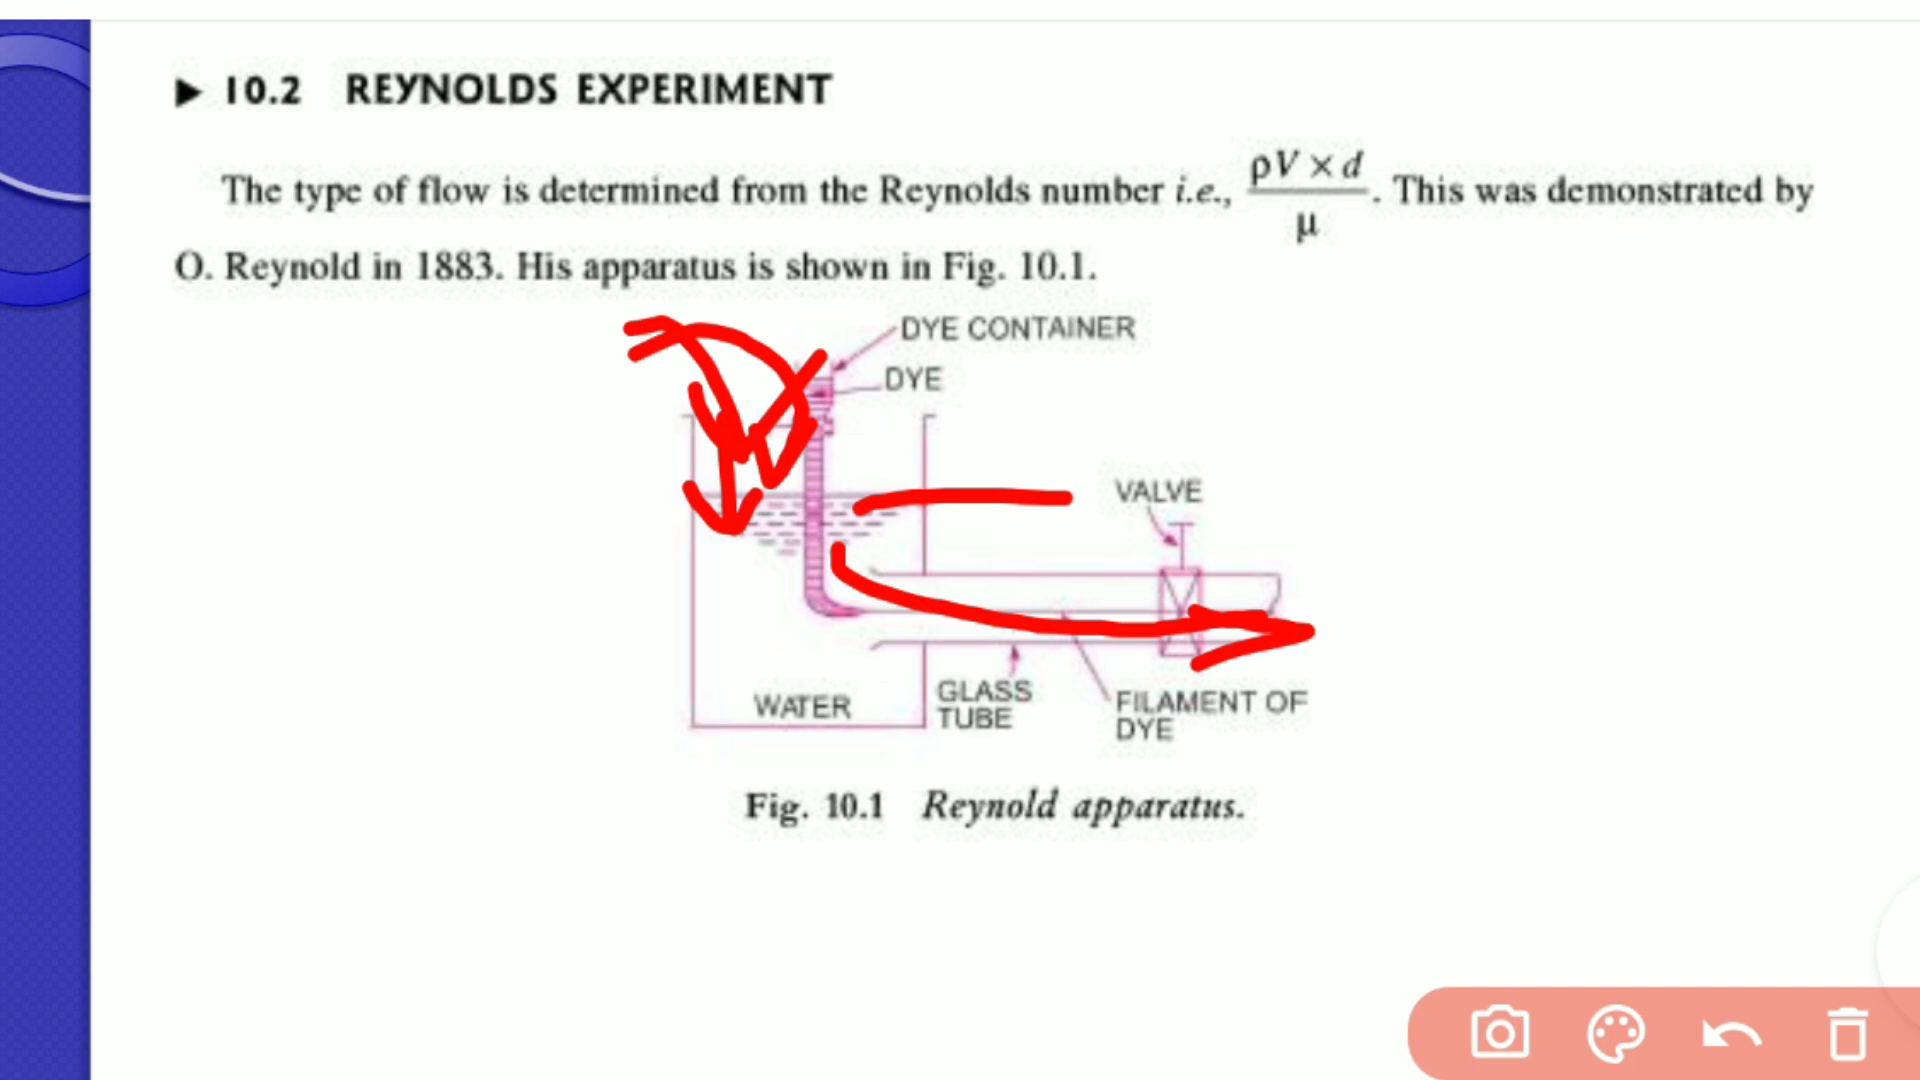 ▶ 10.2 REYNOLDS EXPERIMENT
The type of flow is determined from the Reynolds number i.e., ρV × d / μ . This was demonstrated by
O. Reynold in 1883. His apparatus is shown in Fig. 10.1.
DYE CONTAINER
DYE
VALVE
WATER
GLASS
TUBE
FILAMENT OF
DYE
Fig. 10.1 Reynold apparatus.